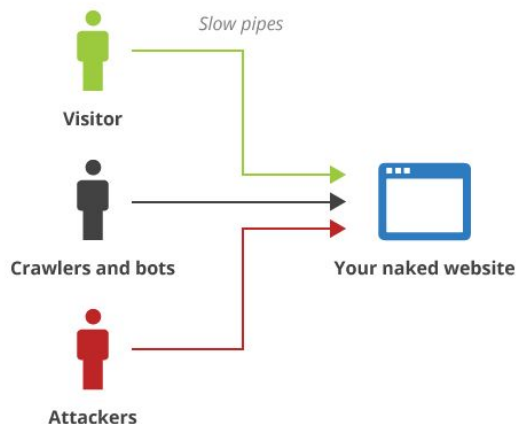 Slow pipes
Visitor
Crawlers and bots
Your naked website
Attackers